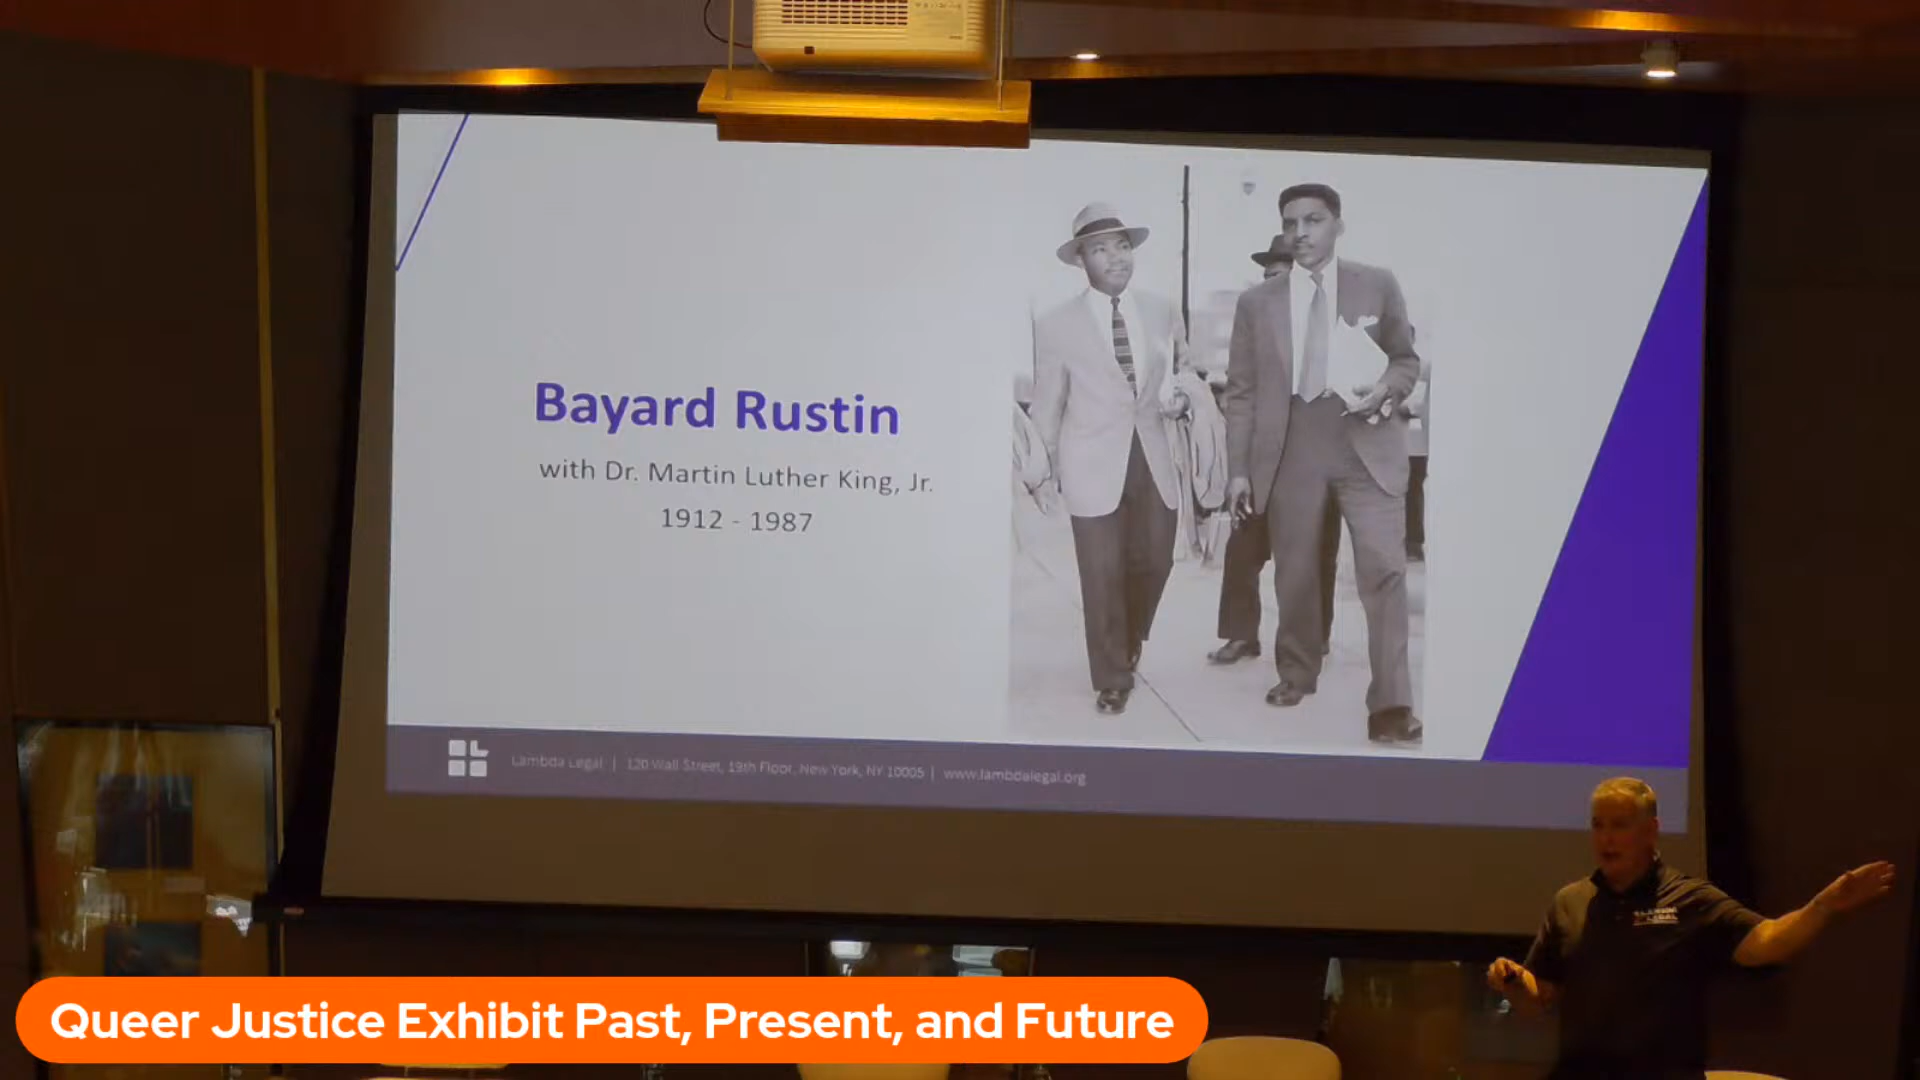 Bayard Rustin
with Dr. Martin Luther King, Jr.
1912 - 1987
Lambda Legal | 120 Wall Street, 19th Floor, New York, NY 10005 | www.lambdalegal.org
LEGAL
Queer Justice Exhibit Past, Present, and Future